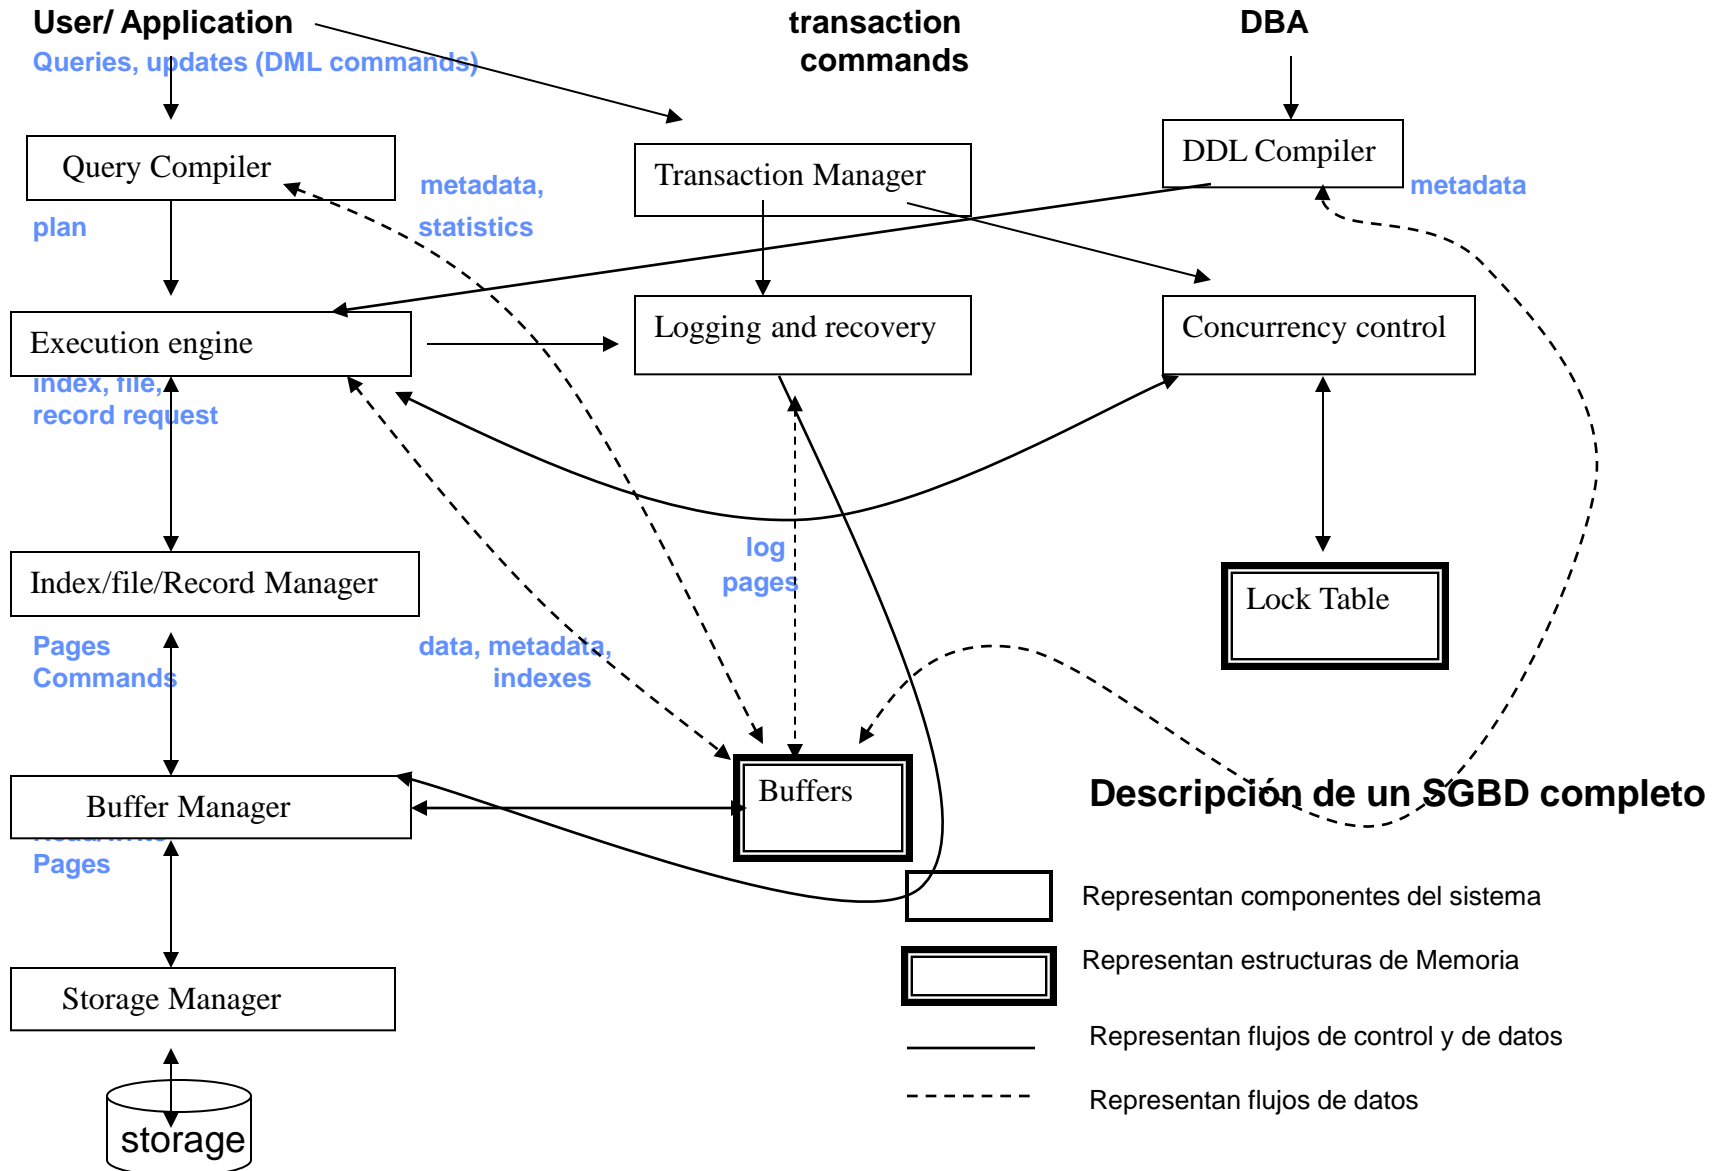 User/ Application
transaction
commands
DBA
Queries, updates (DML commands)
Query Compiler
Transaction Manager
DDL Compiler
metadata,
statistics
metadata
plan
Execution engine
Logging and recovery
Concurrency control
index, file,
record request
log
pages
Index/file/Record Manager
Lock Table
Pages
Commands
data, metadata,
indexes
Buffer Manager
Buffers
Descripción de un SGBD completo
Pages
Representan componentes del sistema
Representan estructuras de Memoria
Storage Manager
Representan flujos de control y de datos
Representan flujos de datos
storage